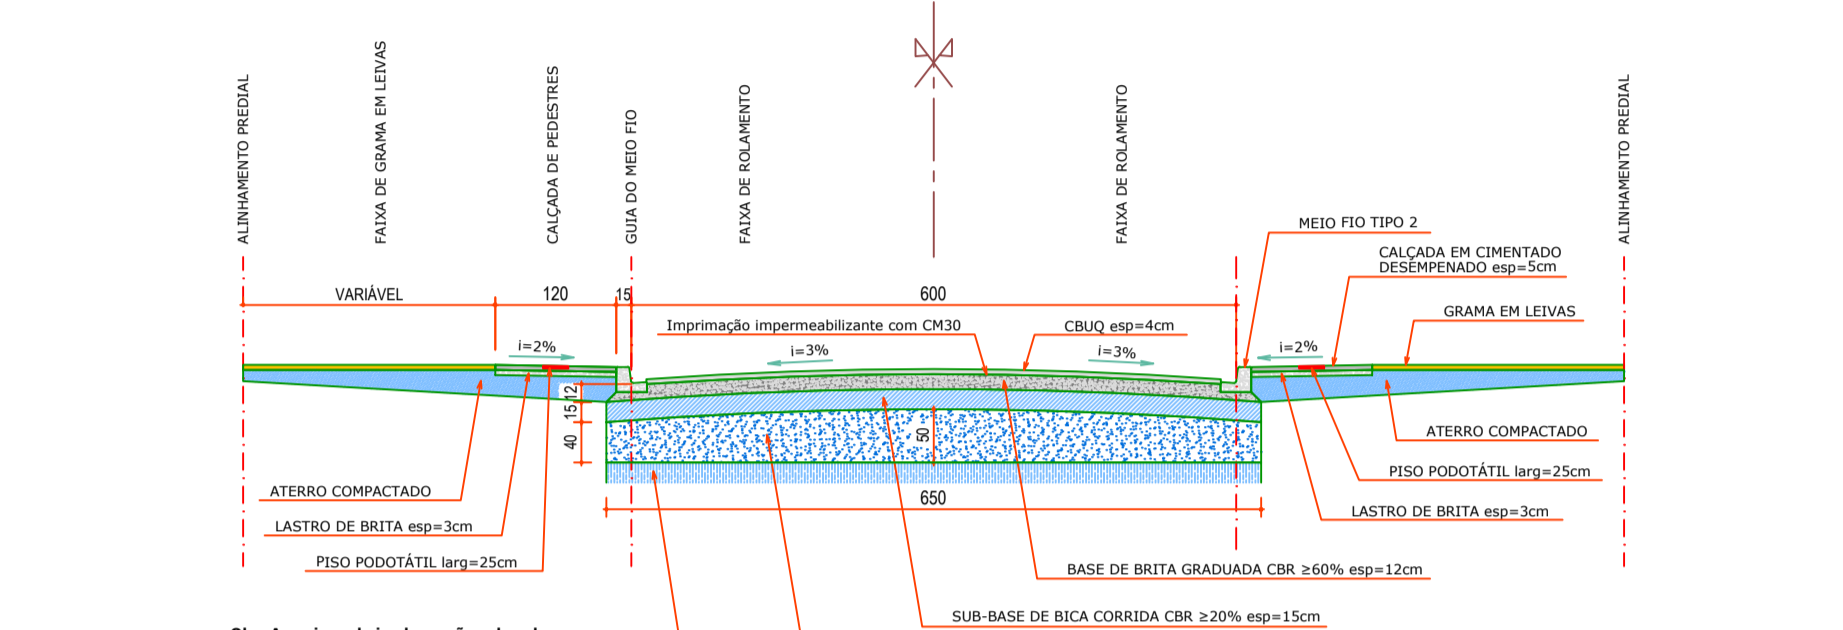 ALINHAMENTO PREDIAL
FAIXA DE GRAMA EM LEIVAS
CALÇADA DE PEDESTRES
GUIA DO MEIO FIO
FAIXA DE ROLAMENTO
FAIXA DE ROLAMENTO
ALINHAMENTO PREDIAL
MEIO FIO TIPO 2
CALÇADA EM CIMENTADO
DESEMPENADO esp=5cm
VARIÁVEL
120
15
600
GRAMA EM LEIVAS
Imprimação impermeabilizante com CM30
CBUQ esp=4cm
i=2%
i=3%
i=3%
i=2%
12
15
40
50
ATERRO COMPACTADO
PISO PODOTÁTIL larg=25cm
ATERRO COMPACTADO
650
LASTRO DE BRITA esp=3cm
LASTRO DE BRITA esp=3cm
PISO PODOTÁTIL larg=25cm
BASE DE BRITA GRADUADA CBR ≥60% esp=12cm
SUB-BASE DE BICA CORRIDA CBR ≥20% esp=15cm